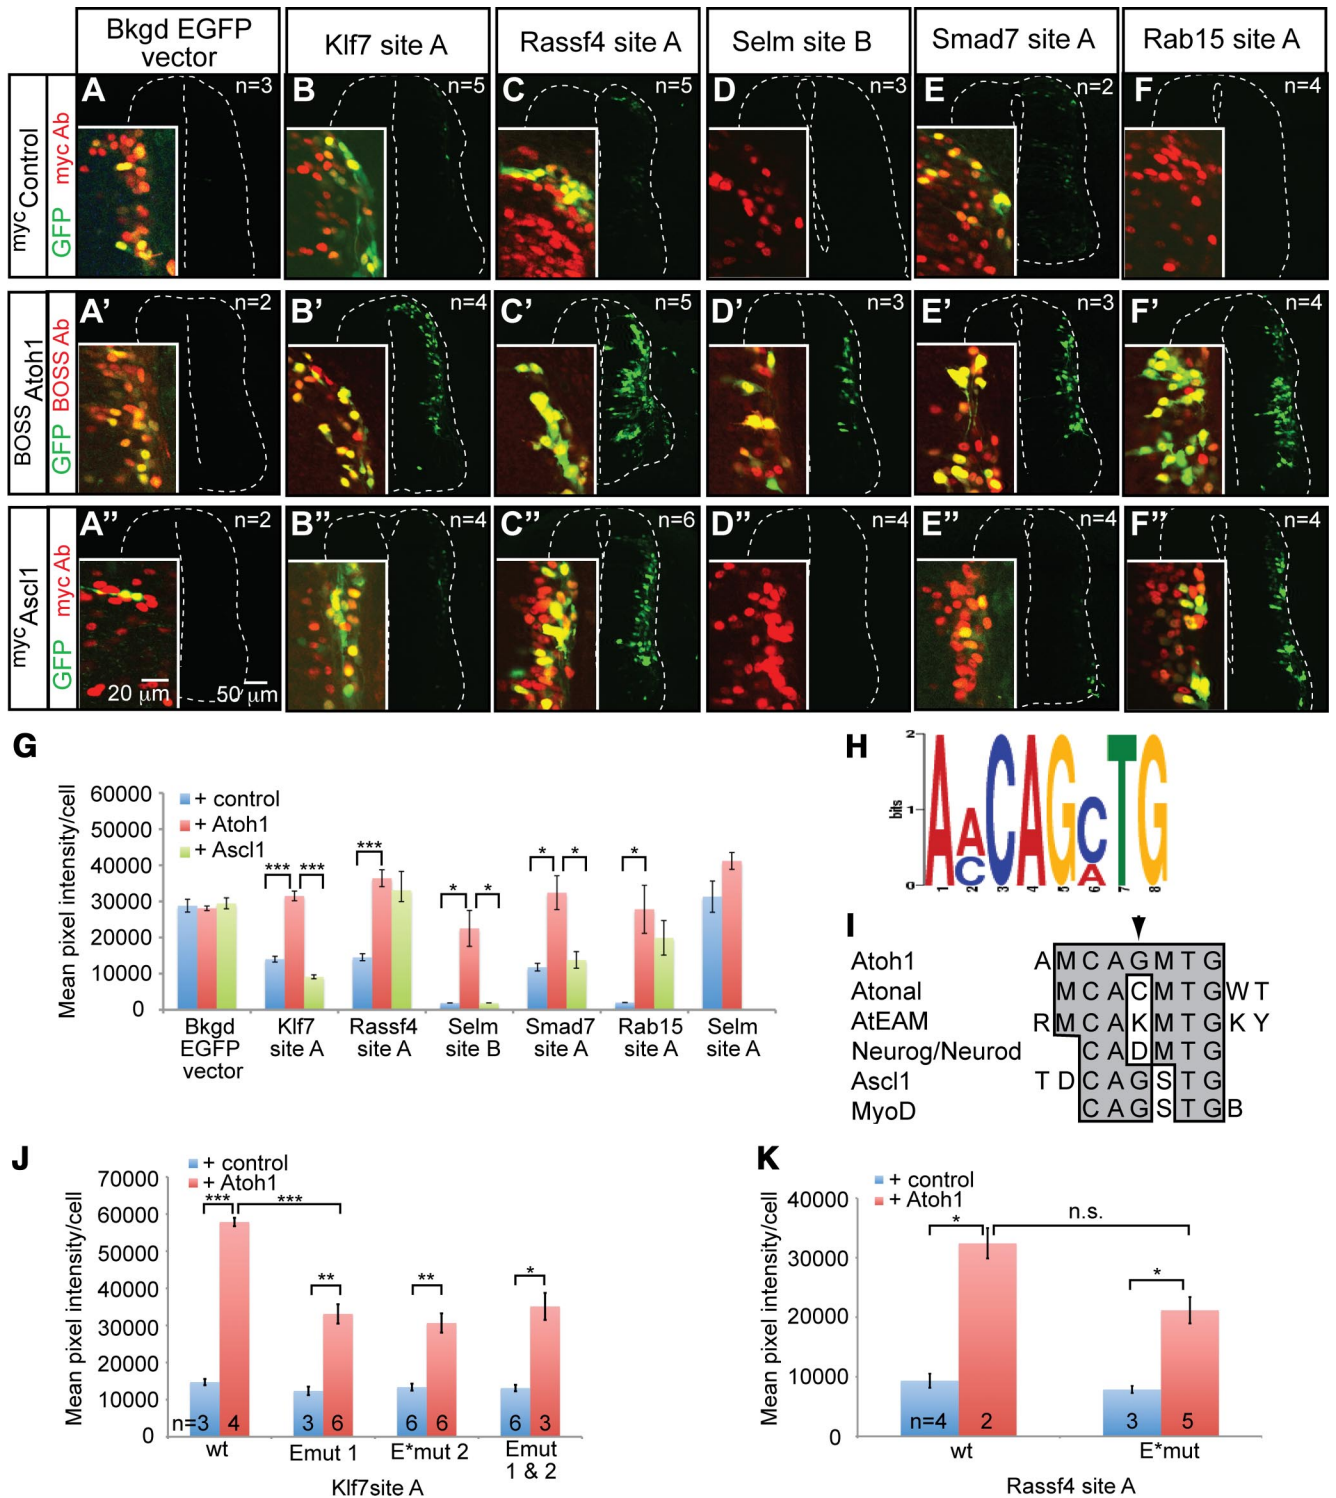 Bkgd EGFP
vector
Klf7 site A
Rassf4 site A
Selm site B
Smad7 site A
Rab15 site A
myc Control
GFP myc Ab
A n=3
B n=5
C n=5
D n=3
E n=2
F n=4
BOSS Atoh1
GFP BOSS Ab
A' n=2
B' n=4
C' n=5
D' n=3
E' n=3
F' n=4
myc Ascl1
GFP myc Ab
A" n=2
20 µm 50 µm
B" n=4
C" n=6
D" n=4
E" n=4
F" n=4
G
Mean pixel intensity/cell
60000
50000
40000
30000
20000
10000
0
+ control
+ Atoh1
+ Ascl1
*** ***
***
* *
* *
*
Bkgd
EGFP
vector
Klf7
site A
Rassf4
site A
Selm
site B
Smad7
site A
Rab15
site A
Selm
site A
H
bits
2
1
0
A A C A G C T G
C A
1 2 3 4 5 6 7 8
I
Atoh1 A M C A G M T G
Atonal M C A C M T G W T
AtEAM R M C A K M T G K Y
Neurog/Neurod C A D M T G
Ascl1 T D C A G S T G
MyoD C A G S T G B
J
Mean pixel intensity/cell
70000
60000
50000
40000
30000
20000
10000
0
+ control
+ Atoh1
*** ***
** ** *
n=3 4 3 6 6 6 6 3
wt
Emut 1
E*mut 2
Emut
1 & 2
Klf7site A
K
Mean pixel intensity/cell
40000
30000
20000
10000
0
+ control
+ Atoh1
* n.s.
*
n=4 2 3 5
wt
E*mut
Rassf4 site A